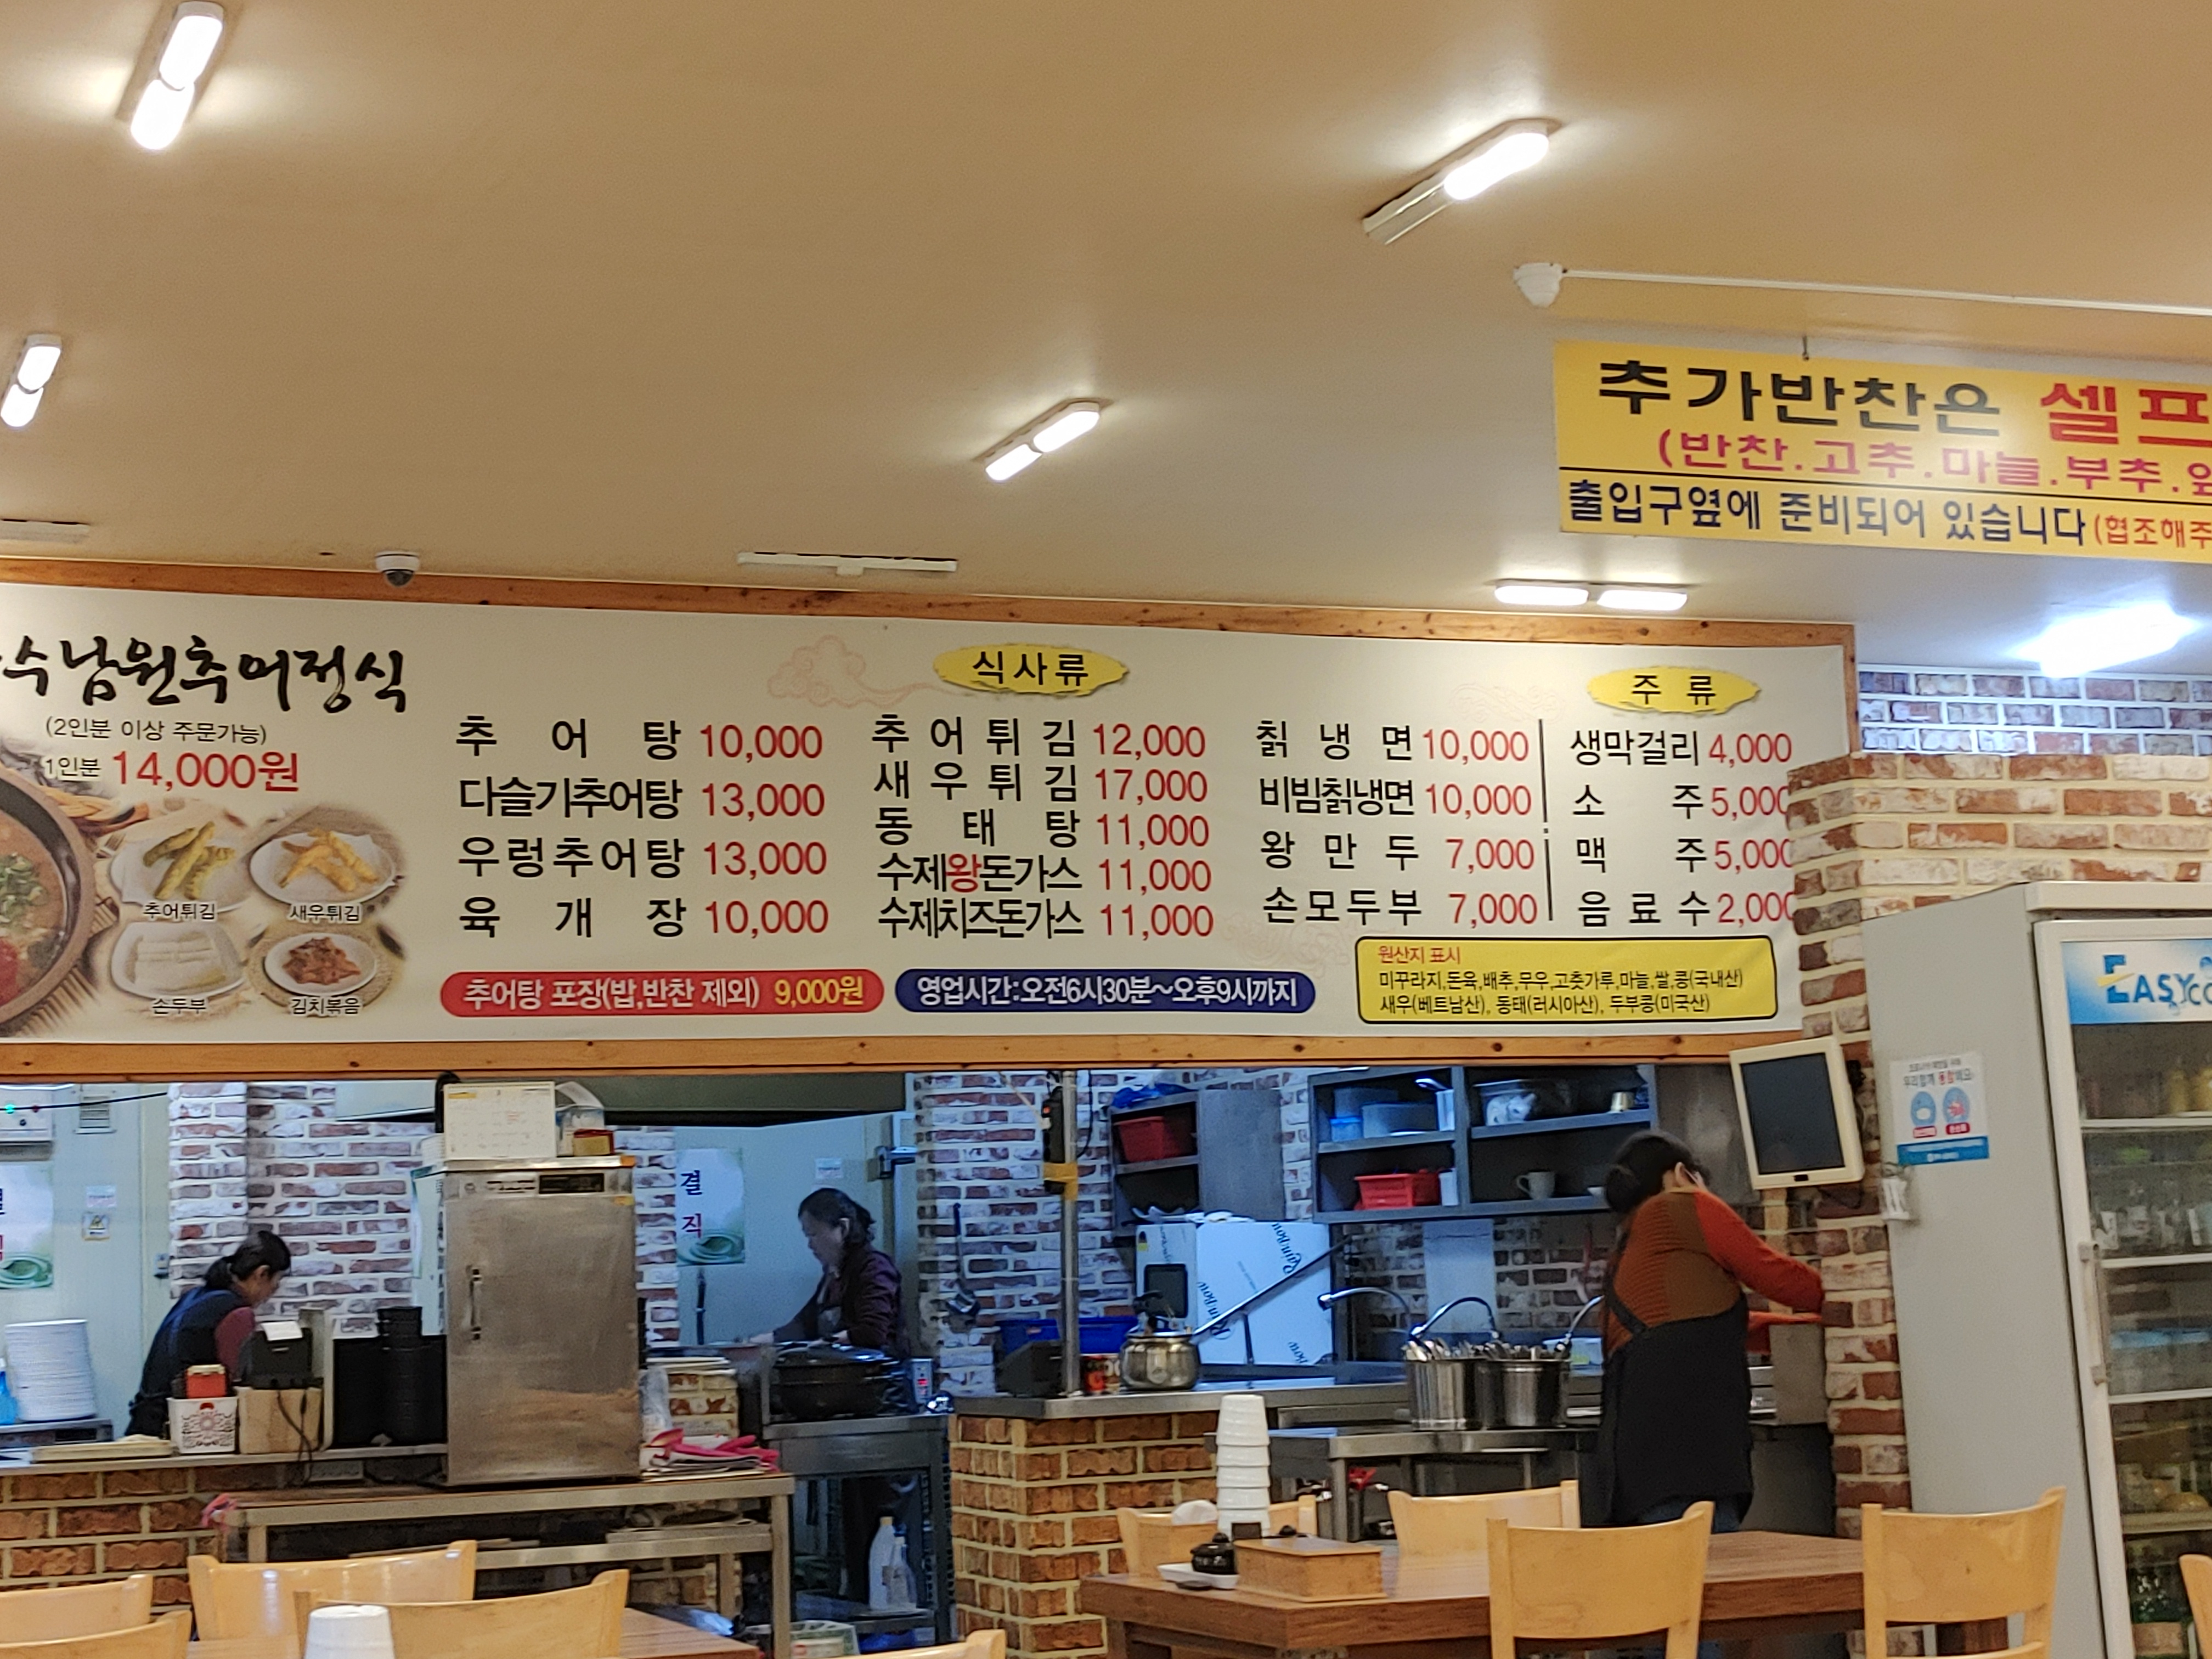 수남원추어정식
(2인분 이상 주문가능)
1인분 14,000원
추어튀김
새우튀김
손두부
김치볶음
식사류
추어탕 10,000
다슬기추어탕 13,000
우렁추어탕 13,000
육개장 10,000
추어튀김 12,000
새우튀김 17,000
동태탕 11,000
수제왕돈가스 11,000
수제치즈돈가스 11,000
칡냉면 10,000
비빔칡냉면 10,000
왕만두 7,000
손모두부 7,000
주류
생막걸리 4,000
소주 5,000
맥주 5,000
음료수 2,000
추어탕 포장(밥,반찬 제외) 9,000원
영업시간:오전6시30분~오후9시까지
원산지 표시
미꾸라지,돈육,배추,무우,고춧가루,마늘,쌀,콩(국내산)
새우(베트남산), 동태(러시아산), 두부콩(미국산)
추가반찬은 셀프
(반찬.고추.마늘.부추.
출입구옆에 준비되어 있습니다 (협조해주
EASY
결
직
Rainbow